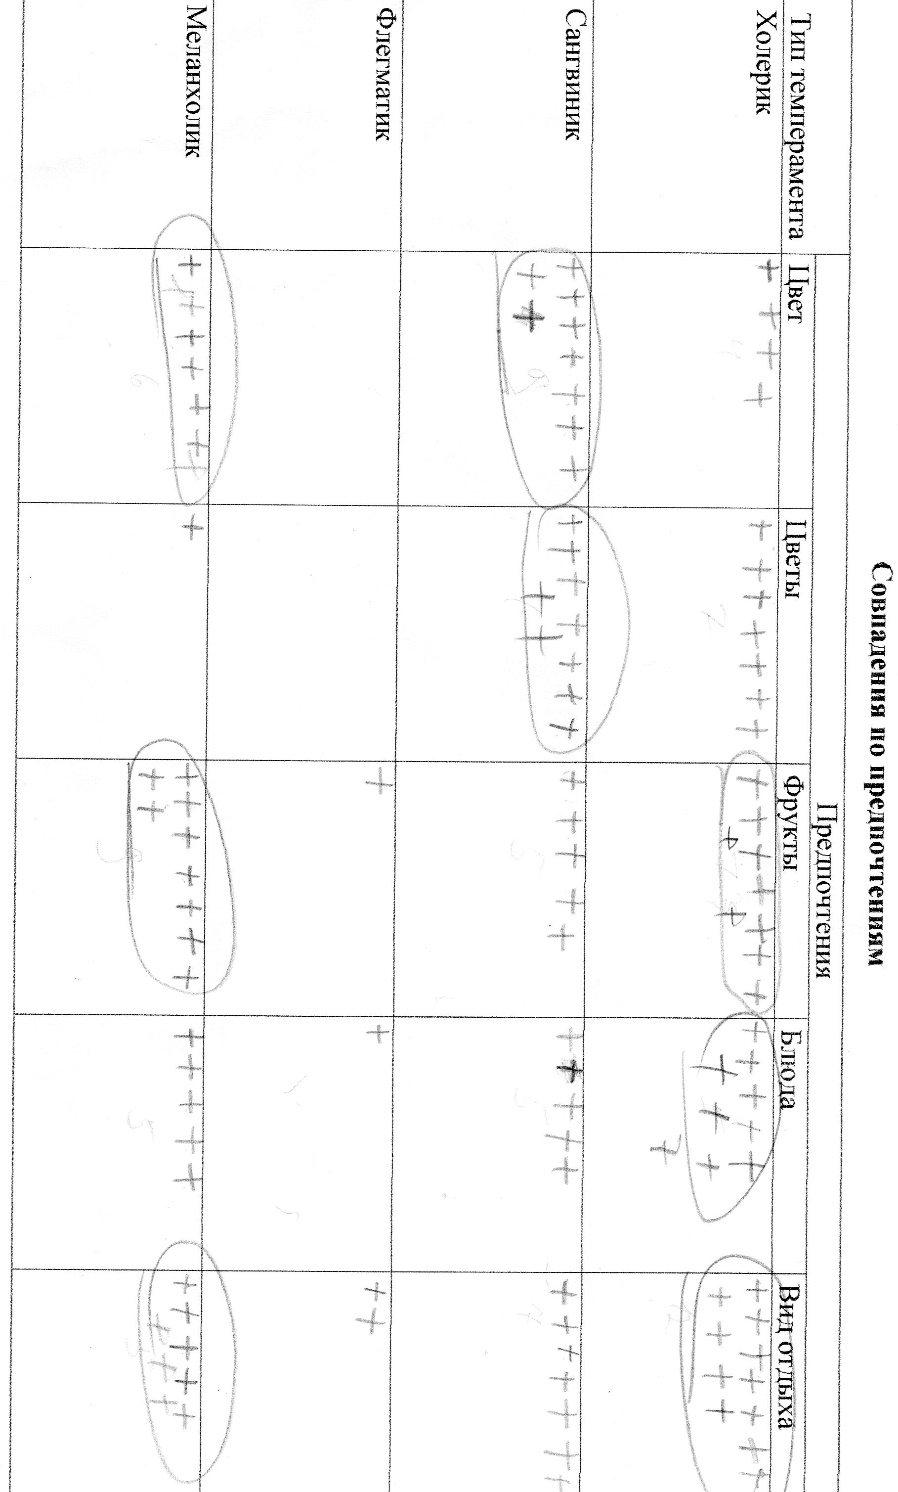 Совпадения по предпочтениям
Тип темперамента
Предпочтения
Цвет
Цветы
Фрукты
Блюда
Вид отдыха
Холерик
+ + + +
+ + + + + + +
+ + + + + + +
+ +
+ + + + +
+ + +
+ + + + + + +
+ + + +
Сангвиник
+ + + + + + +
+ +
+ + + + + + +
+ +
+ + + + +
+ + + + +
+ + + + + + +
Флегматик
+
+
+ +
Меланхолик
+ + + + + + +
+
+ + + + + + +
+ +
+ + + + +
+ + + + +
+ + +